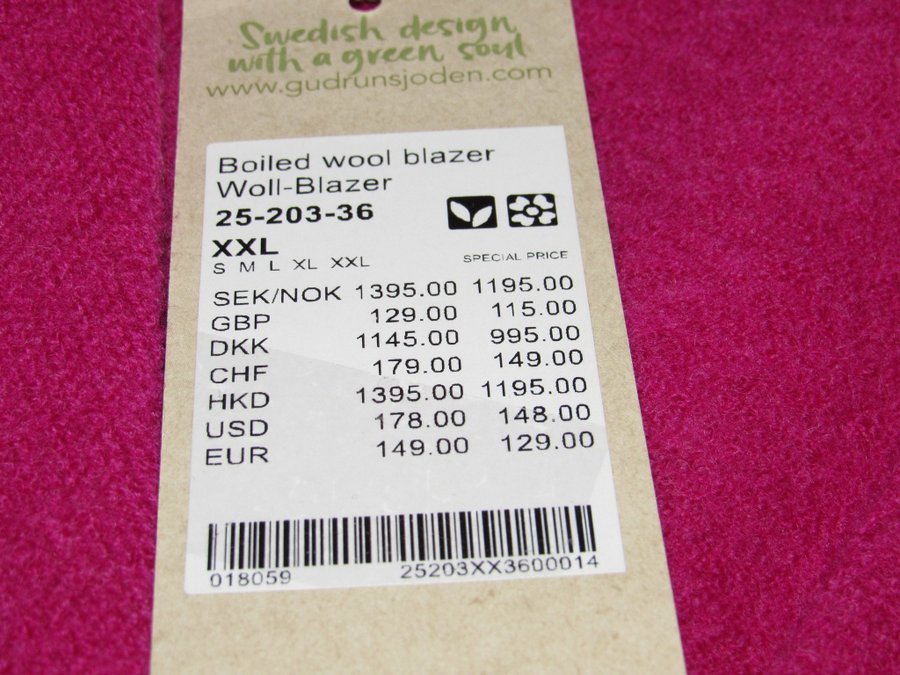 Swedish design
with a green soul
www.gudrunsjoden.com
Boiled wool blazer
Woll-Blazer
25-203-36
XXL
S M L XL XXL SPECIAL PRICE
SEK/NOK 1395.00 1195.00
GBP 129.00 115.00
DKK 1145.00 995.00
CHF 179.00 149.00
HKD 1395.00 1195.00
USD 178.00 148.00
EUR 149.00 129.00
018059 25203XX3600014